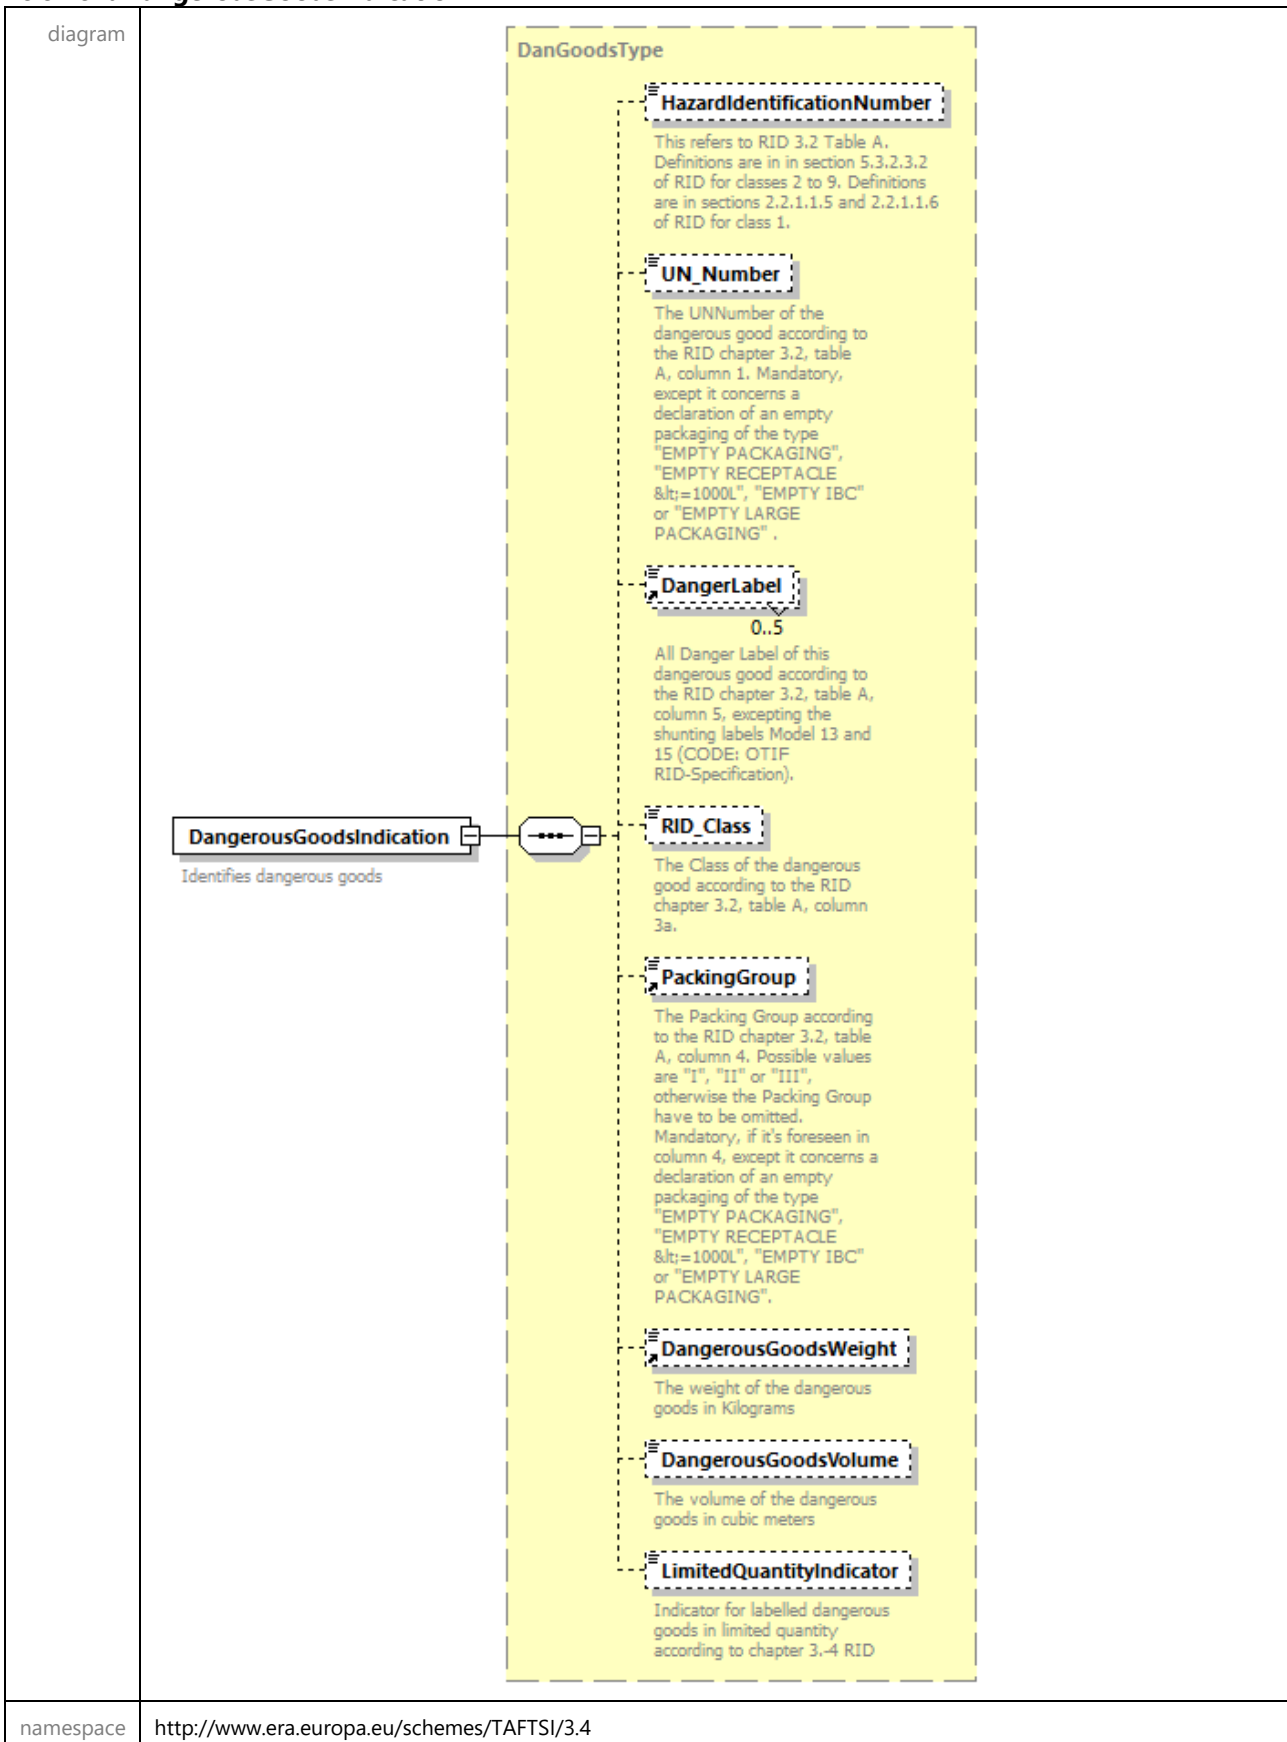 diagram
DanGoodsType
HazardIdentificationNumber
This refers to RID 3.2 Table A.
Definitions are in in section 5.3.2.3.2
of RID for classes 2 to 9. Definitions
are in sections 2.2.1.1.5 and 2.2.1.1.6
of RID for class 1.
UN_Number
The UNNumber of the
dangerous good according to
the RID chapter 3.2, table
A, column 1. Mandatory,
except it concerns a
declaration of an empty
packaging of the type
"EMPTY PACKAGING",
"EMPTY RECEPTACLE
&lt;=1000L", "EMPTY IBC"
or "EMPTY LARGE
PACKAGING" .
DangerLabel
0..5
All Danger Label of this
dangerous good according to
the RID chapter 3.2, table A,
column 5, excepting the
shunting labels Model 13 and
15 (CODE: OTIF
RID-Specification).
DangerousGoodsIndication
Identifies dangerous goods
RID_Class
The Class of the dangerous
good according to the RID
chapter 3.2, table A, column
3a.
PackingGroup
The Packing Group according
to the RID chapter 3.2, table
A, column 4. Possible values
are "I", "II" or "III",
otherwise the Packing Group
have to be omitted.
Mandatory, if it's foreseen in
column 4, except it concerns a
declaration of an empty
packaging of the type
"EMPTY PACKAGING",
"EMPTY RECEPTACLE
&lt;=1000L", "EMPTY IBC"
or "EMPTY LARGE
PACKAGING".
DangerousGoodsWeight
The weight of the dangerous
goods in Kilograms
DangerousGoodsVolume
The volume of the dangerous
goods in cubic meters
LimitedQuantityIndicator
Indicator for labelled dangerous
goods in limited quantity
according to chapter 3.-4 RID
namespace http://www.era.europa.eu/schemes/TAFTSI/3.4